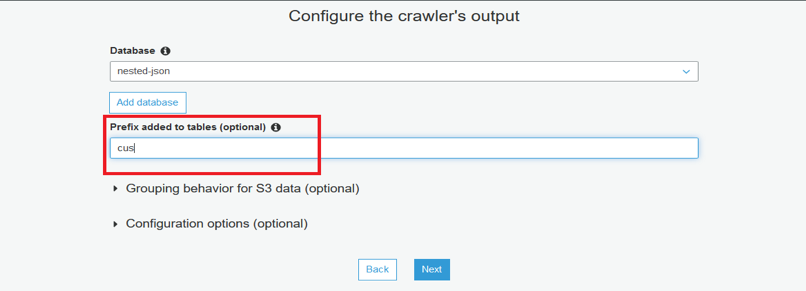 Configure the crawler's output
Database
nested-json
Add database
Prefix added to tables (optional)
cus
Grouping behavior for S3 data (optional)
Configuration options (optional)
Back Next